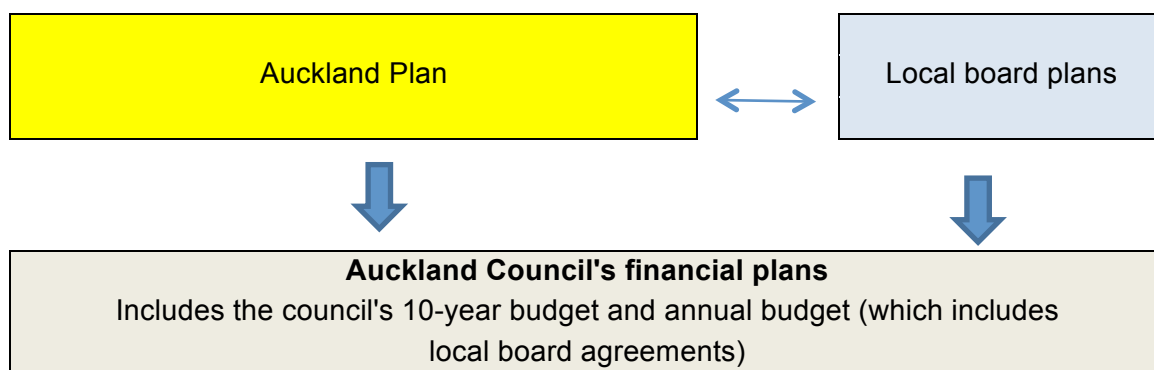 Auckland Plan
Local board plans
Auckland Council's financial plans
Includes the council's 10-year budget and annual budget (which includes
local board agreements)